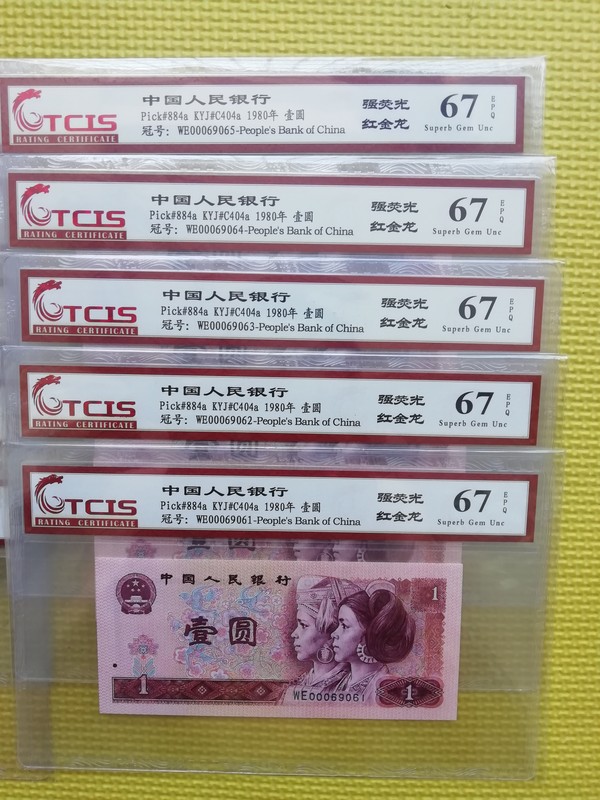 TCIS
RATING CERTIFICATE
中国人民银行
Pick#884a KYJ#C404a 1980年 壹圆
冠号: WE00069065-People's Bank of China
强荧光
红金龙
67
EPQ
Superb Gem Unc
TCIS
RATING CERTIFICATE
中国人民银行
Pick#884a KYJ#C404a 1980年 壹圆
冠号: WE00069064-People's Bank of China
强荧光
红金龙
67
EPQ
Superb Gem Unc
TCIS
RATING CERTIFICATE
中国人民银行
Pick#884a KYJ#C404a 1980年 壹圆
冠号: WE00069063-People's Bank of China
强荧光
红金龙
67
EPQ
Superb Gem Unc
TCIS
RATING CERTIFICATE
中国人民银行
Pick#884a KYJ#C404a 1980年 壹圆
冠号: WE00069062-People's Bank of China
强荧光
红金龙
67
EPQ
Superb Gem Unc
TCIS
RATING CERTIFICATE
中国人民银行
Pick#884a KYJ#C404a 1980年 壹圆
冠号: WE00069061-People's Bank of China
强荧光
红金龙
67
EPQ
Superb Gem Unc
中国人民银行
1
壹圆
1
WE00069061
1